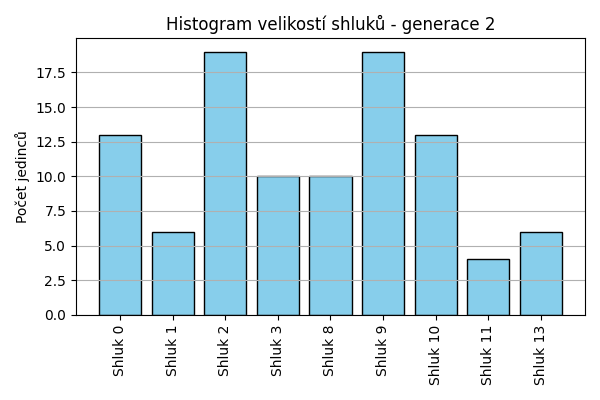 Histogram velikostí shluků - generace 2
Počet jedinců
17.5
15.0
12.5
10.0
7.5
5.0
2.5
0.0
Shluk 0
Shluk 1
Shluk 2
Shluk 3
Shluk 8
Shluk 9
Shluk 10
Shluk 11
Shluk 13